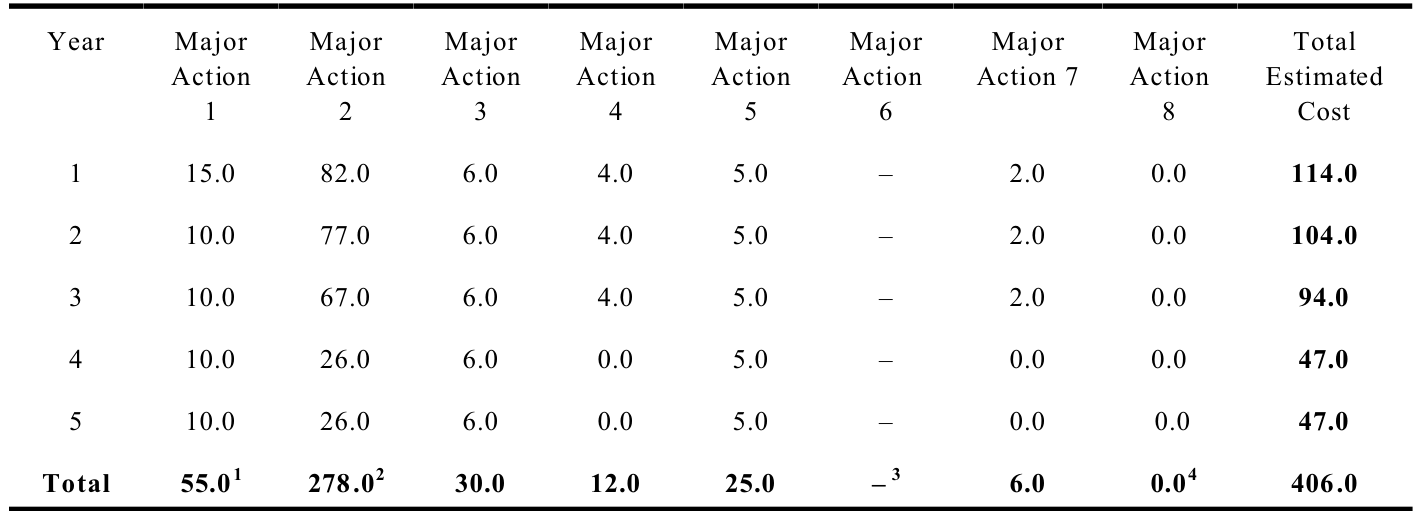 Year Major Action 1 Major Action 2 Major Action 3 Major Action 4 Major Action 5 Major Action 6 Major Action 7 Major Action 8 Total Estimated Cost
1 15.0 82.0 6.0 4.0 5.0 – 2.0 0.0 114.0
2 10.0 77.0 6.0 4.0 5.0 – 2.0 0.0 104.0
3 10.0 67.0 6.0 4.0 5.0 – 2.0 0.0 94.0
4 10.0 26.0 6.0 0.0 5.0 – 0.0 0.0 47.0
5 10.0 26.0 6.0 0.0 5.0 – 0.0 0.0 47.0
Total 55.0¹ 278.0² 30.0 12.0 25.0 –³ 6.0 0.0⁴ 406.0